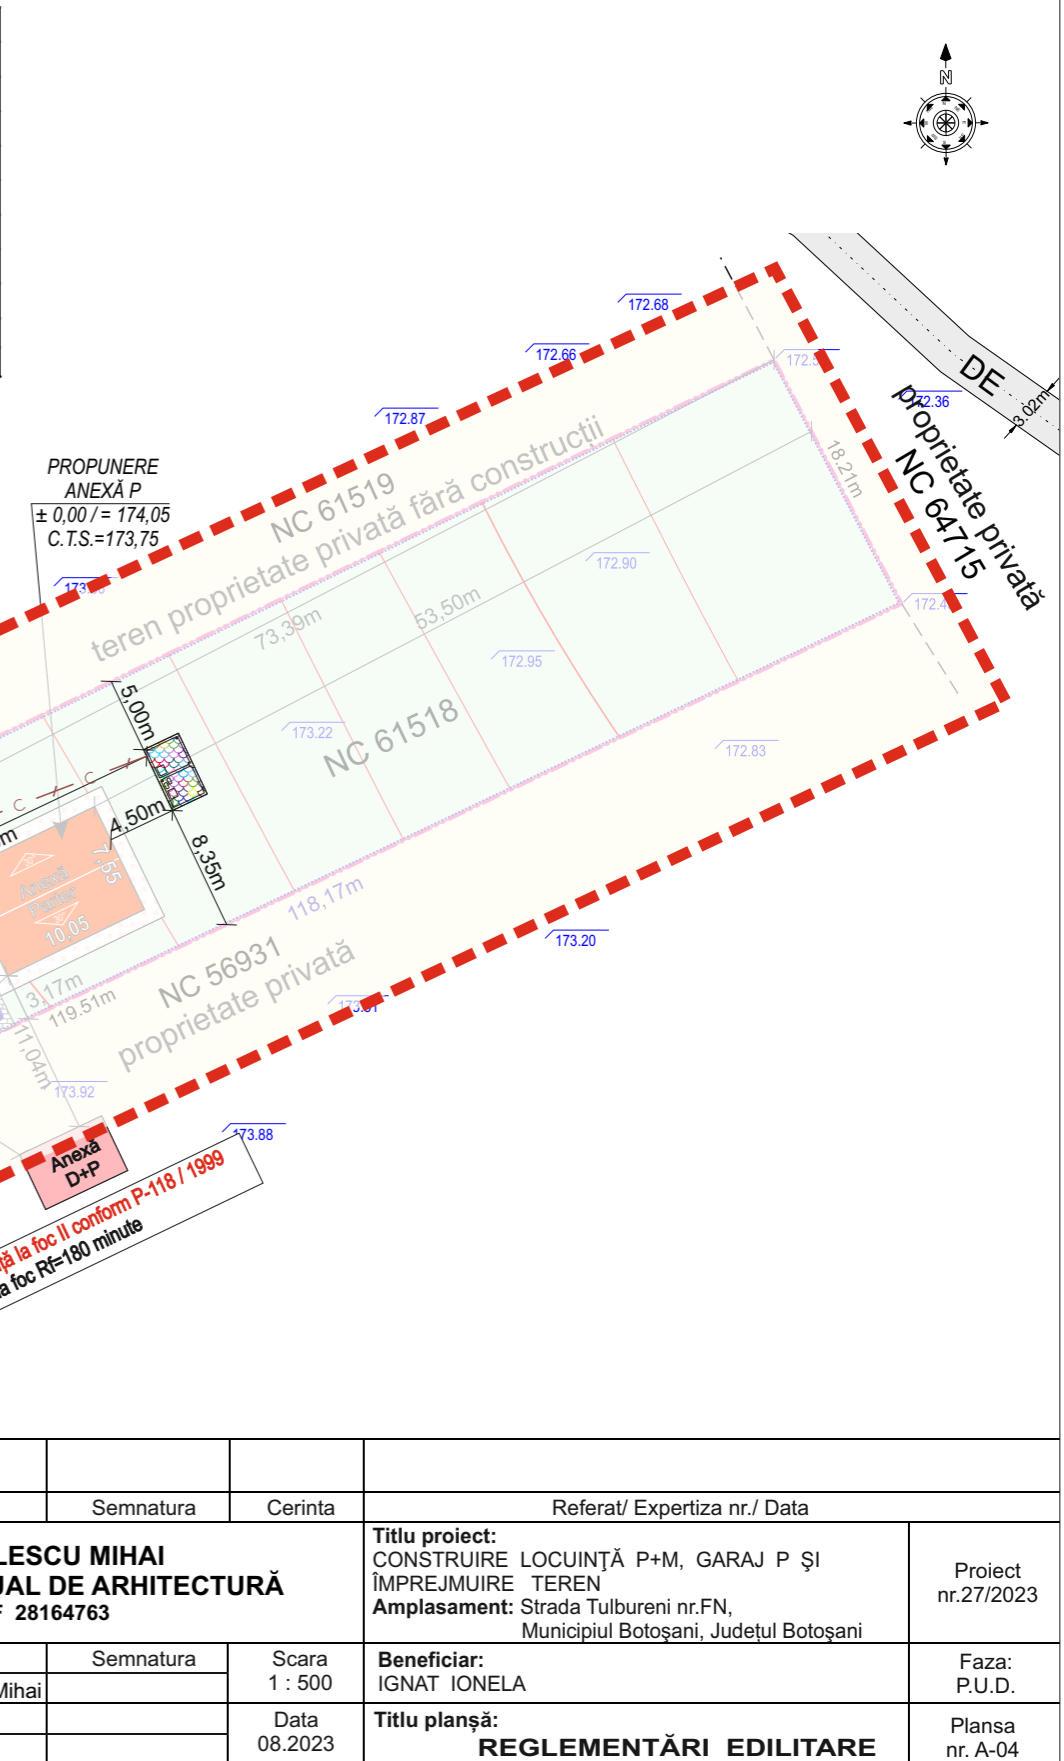 N
172.68
172.66
172.5
DE
172.36
3.02m
172.87
proprietate privată
NC 64715
NC 61519
teren proprietate privată fără constructii
18.21m
PROPUNERE
ANEXĂ P
± 0,00 / = 174,05
C.T.S.=173,75
172.90
173.
172.4
53,50m
73,39m
172.95
5,00m
173.22
NC 61518
172.83
C
C
4,50m
8,35m
7,55
Anexă
Parter
10,05
118,17m
173.20
NC 56931
proprietate privată
3,17m
119.51m
11,04m
173.92
173.88
Anexă
D+P
la foc II conform P-118 / 1999
foc Rf=180 minute
Semnatura
Cerinta
Referat/ Expertiza nr./ Data
LESCU MIHAI
UAL DE ARHITECTURĂ
F 28164763
Titlu proiect:
CONSTRUIRE LOCUINŢĂ P+M, GARAJ P ŞI
ÎMPREJMUIRE TEREN
Amplasament: Strada Tulbureni nr.FN,
Municipiul Botoşani, Județul Botoşani
Proiect
nr.27/2023
Semnatura
Mihai
Scara
1 : 500
Beneficiar:
IGNAT IONELA
Faza:
P.U.D.
Data
08.2023
Titlu planşă:
REGLEMENTĂRI EDILITARE
Plansa
nr. A-04